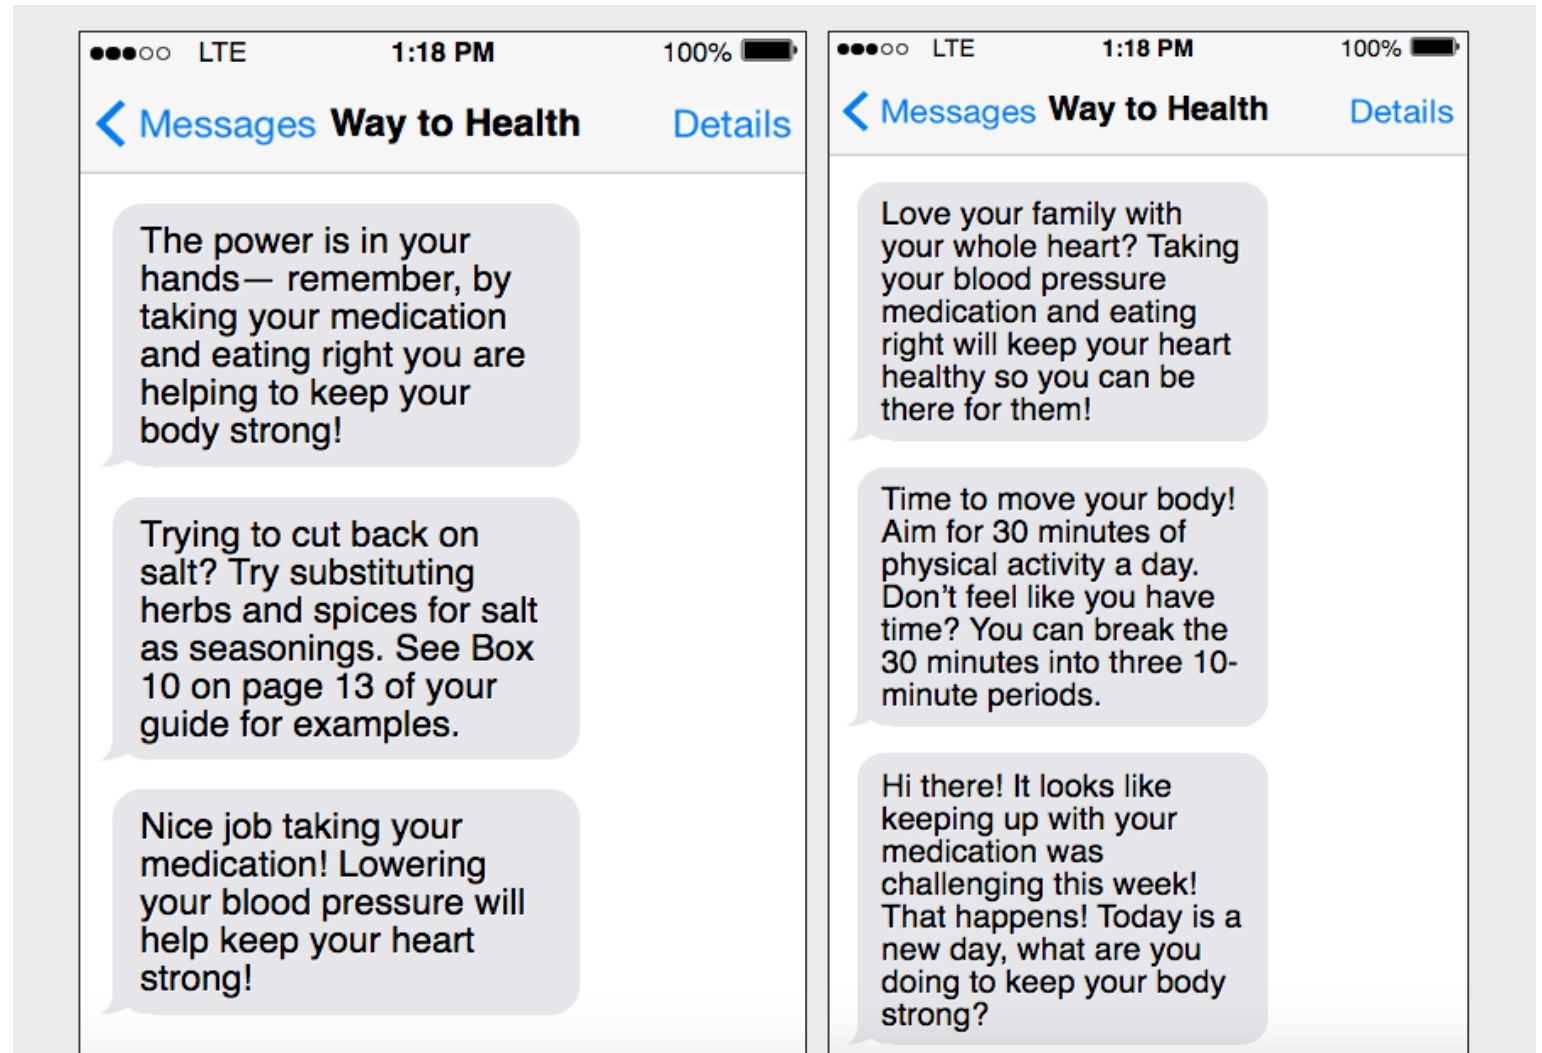 LTE 1:18 PM 100%
Messages Way to Health Details
The power is in your
hands— remember, by
taking your medication
and eating right you are
helping to keep your
body strong!
Trying to cut back on
salt? Try substituting
herbs and spices for salt
as seasonings. See Box
10 on page 13 of your
guide for examples.
Nice job taking your
medication! Lowering
your blood pressure will
help keep your heart
strong!
LTE 1:18 PM 100%
Messages Way to Health Details
Love your family with
your whole heart? Taking
your blood pressure
medication and eating
right will keep your heart
healthy so you can be
there for them!
Time to move your body!
Aim for 30 minutes of
physical activity a day.
Don’t feel like you have
time? You can break the
30 minutes into three 10-
minute periods.
Hi there! It looks like
keeping up with your
medication was
challenging this week!
That happens! Today is a
new day, what are you
doing to keep your body
strong?